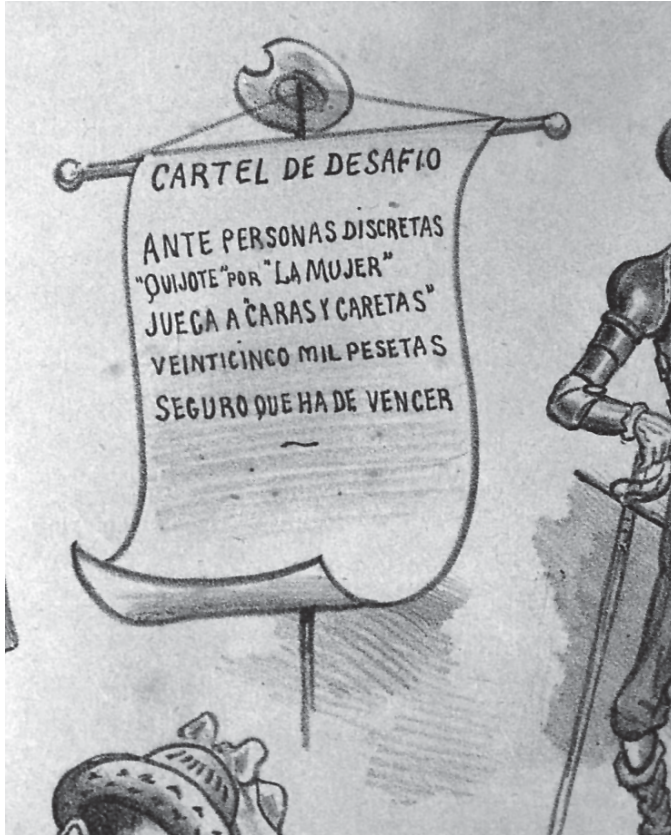 CARTEL DE DESAFIO
ANTE PERSONAS DISCRETAS
"QUIJOTE" POR "LA MUJER"
JUEGA A "CARAS Y CARETAS"
VEINTICINCO MIL PESETAS
SEGURO QUE HA DE VENCER